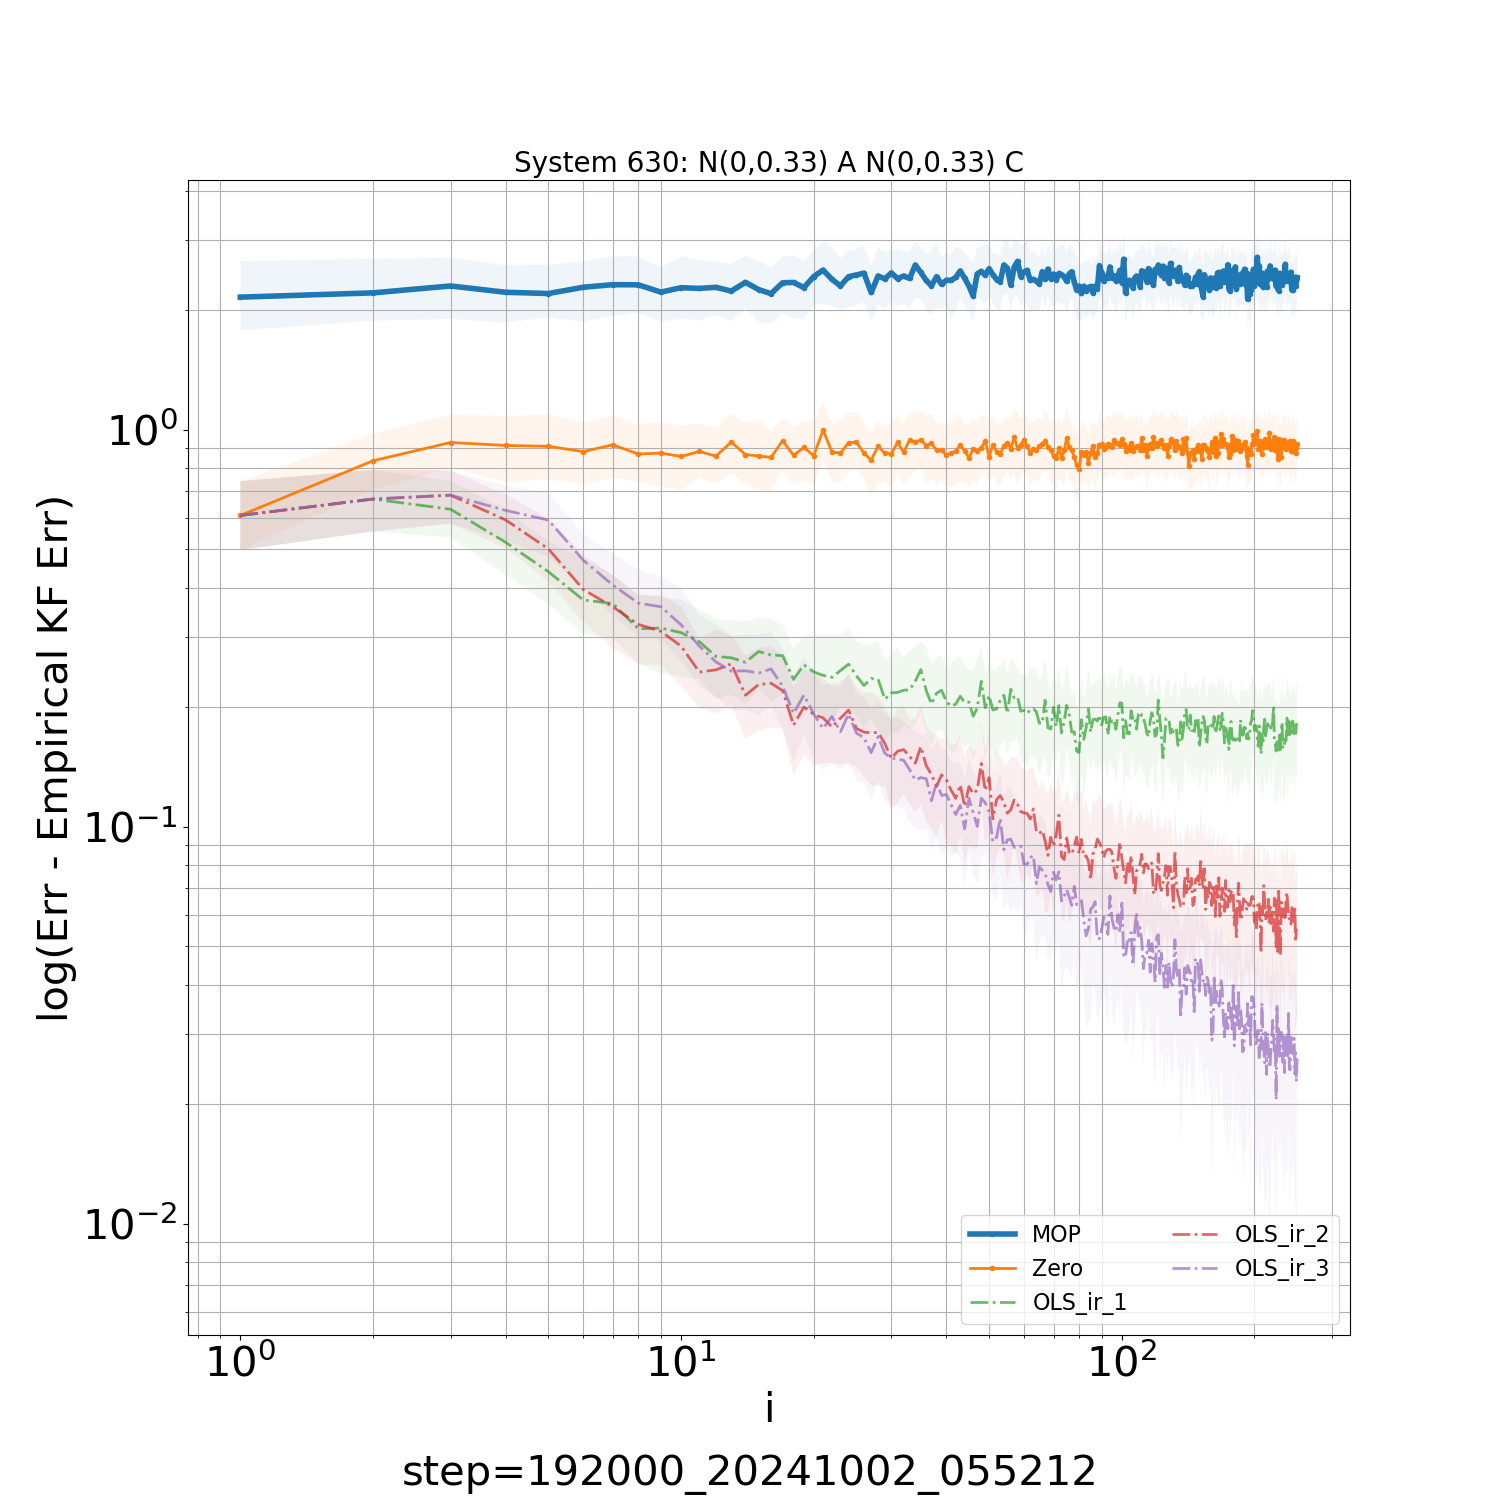 System 630: N(0,0.33) A N(0,0.33) C
log(Err - Empirical KF Err)
10^0
10^−1
10^−2
MOP
Zero
OLS_ir_1
OLS_ir_2
OLS_ir_3
10^0 10^1 10^2
i
step=192000_20241002_055212